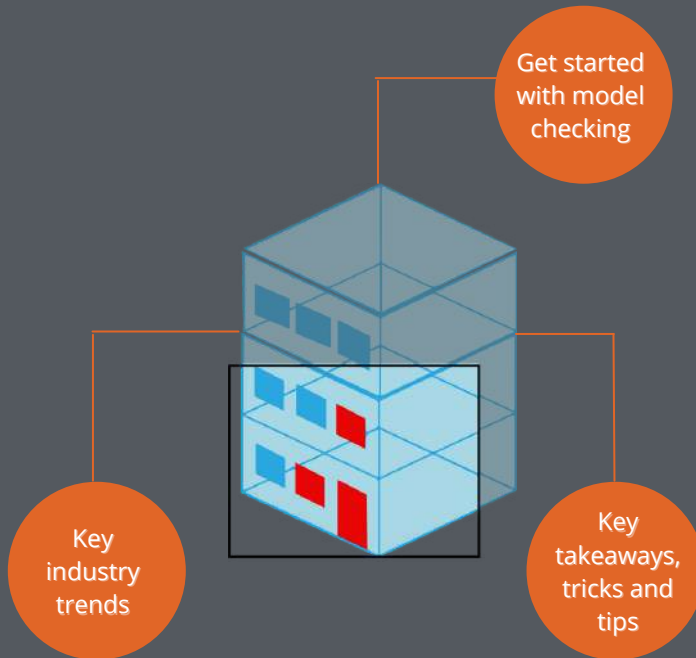 Get started
with model
checking
Key
industry
trends
Key
takeaways,
tricks and
tips